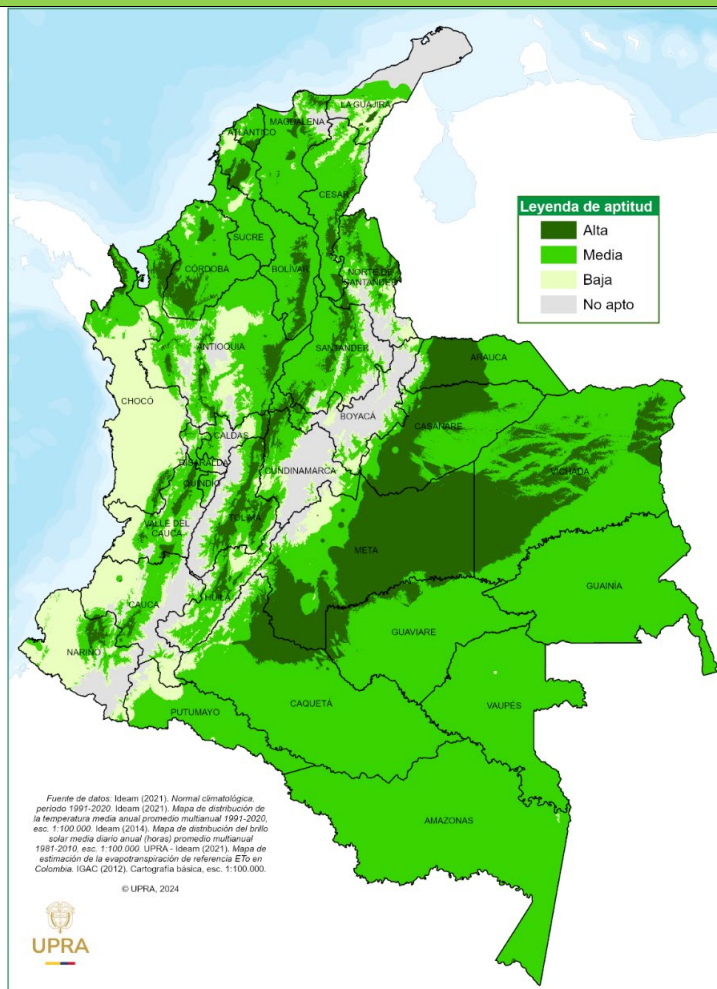 LA GUAJIRA
MAGDALENA
ATLÁNTICO
CESAR
SUCRE
NORTE DE
SANTANDER
CÓRDOBA
BOLÍVAR
ANTIOQUIA
SANTANDER
ARAUCA
CHOCÓ
BOYACÁ
CASANARE
CALDAS
RISARALDA
CUNDINAMARCA
VICHADA
QUINDÍO
TOLIMA
VALLE DEL
CAUCA
META
GUAINÍA
CAUCA
HUILA
GUAVIARE
NARIÑO
CAQUETÁ
VAUPÉS
PUTUMAYO
AMAZONAS
Leyenda de aptitud
Alta
Media
Baja
No apto
Fuente de datos: Ideam (2021). Normal climatológica,
período 1991-2020. Ideam (2021). Mapa de distribución de
la temperatura media anual promedio multianual 1991-2020,
esc. 1:100.000. Ideam (2014). Mapa de distribución del brillo
solar media diario anual (horas) promedio multianual
1981-2010, esc. 1:100.000. UPRA - Ideam (2021). Mapa de
estimación de la evapotranspiración de referencia ETo en
Colombia. IGAC (2012). Cartografía básica, esc. 1:100.000.
© UPRA, 2024
UPRA